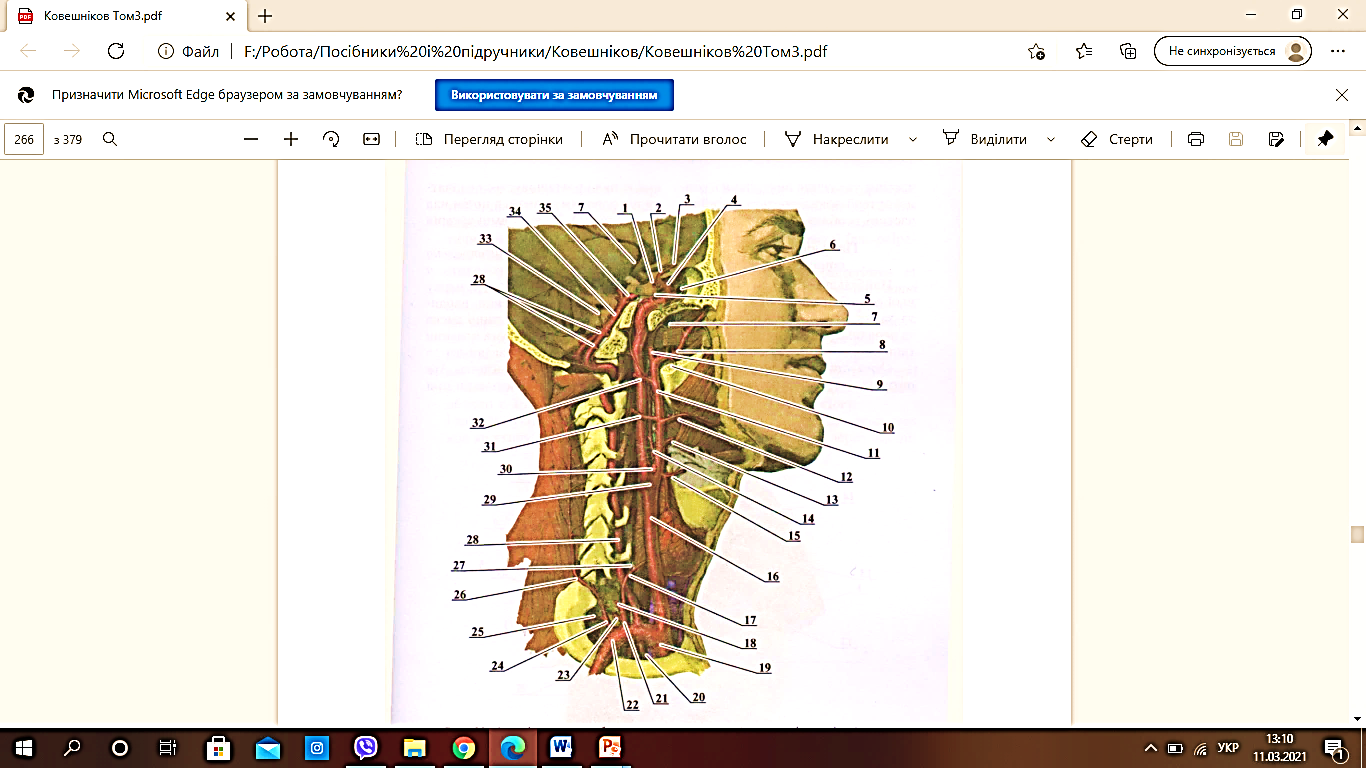 Ковешніков Том3.pdf
Файл
F:/Робота/Посібники%20і%20підручники/Ковешніков/Ковешніков%20Том3.pdf
Не синхронізується
Призначити Microsoft Edge браузером за замовчуванням?
Використовувати за замовчуванням
266 з 379
Перегляд сторінки
Прочитати вголос
Накреслити
Виділити
Стерти
34 35 7 1 2 3 4
33
6
28
5
7
8
9
32
10
31
11
30
12
29
13
14
15
28
27
16
26
17
25
18
24
19
23
22 21 20
УКР
13:10
11.03.2021
1